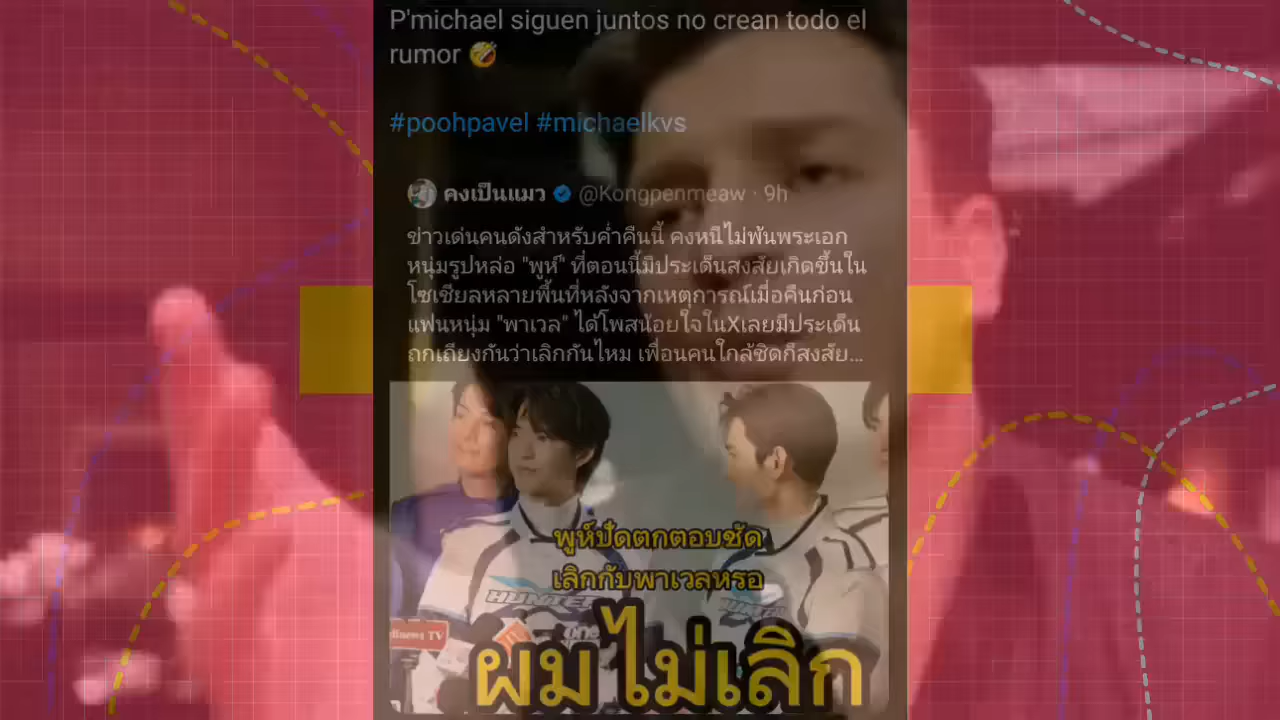 P'michael siguen juntos no crean todo el
rumor 🤣
#poohpavel #michaelkvs
คงเป็นแมว @Kongpenmeaw · 9h
ข่าวเด่นคนดังสำหรับค่ำคืนนี้ คงหนีไม่พ้นพระเอก
หนุ่มรูปหล่อ "พูห์" ที่ตอนนี้มีประเด็นสงสัยเกิดขึ้นใน
โซเชียลหลายพื้นที่หลังจากเหตุการณ์เมื่อคืนก่อน
แฟนหนุ่ม "พาเวล" ได้โพสน้อยใจในXเลยมีประเด็น
ถกเถียงกันว่าเลิกกันไหม เพื่อนคนใกล้ชิดก็สงสัย...
พูห์ปัดตกตอบชัด
เลิกกับพาเวลหรอ
HUNTER
one
ผมไม่เลิก